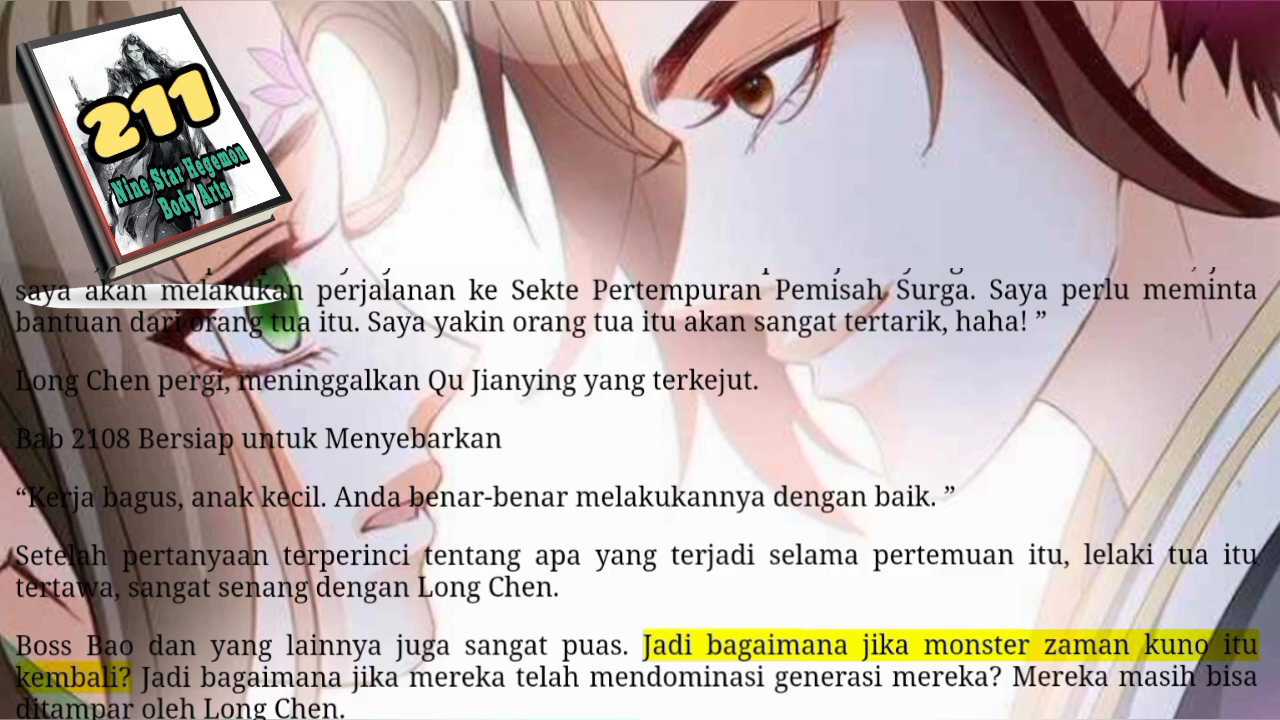 211
Nine Star Hegemon
Body Arts
saya akan melakukan perjalanan ke Sekte Pertempuran Pemisah Surga. Saya perlu meminta
bantuan dari orang tua itu. Saya yakin orang tua itu akan sangat tertarik, haha! ”
Long Chen pergi, meninggalkan Qu Jianying yang terkejut.
Bab 2108 Bersiap untuk Menyebarkan
“Kerja bagus, anak kecil. Anda benar-benar melakukannya dengan baik. ”
Setelah pertanyaan terperinci tentang apa yang terjadi selama pertemuan itu, lelaki tua itu
tertawa, sangat senang dengan Long Chen.
Boss Bao dan yang lainnya juga sangat puas. Jadi bagaimana jika monster zaman kuno itu
kembali? Jadi bagaimana jika mereka telah mendominasi generasi mereka? Mereka masih bisa
ditampar oleh Long Chen.